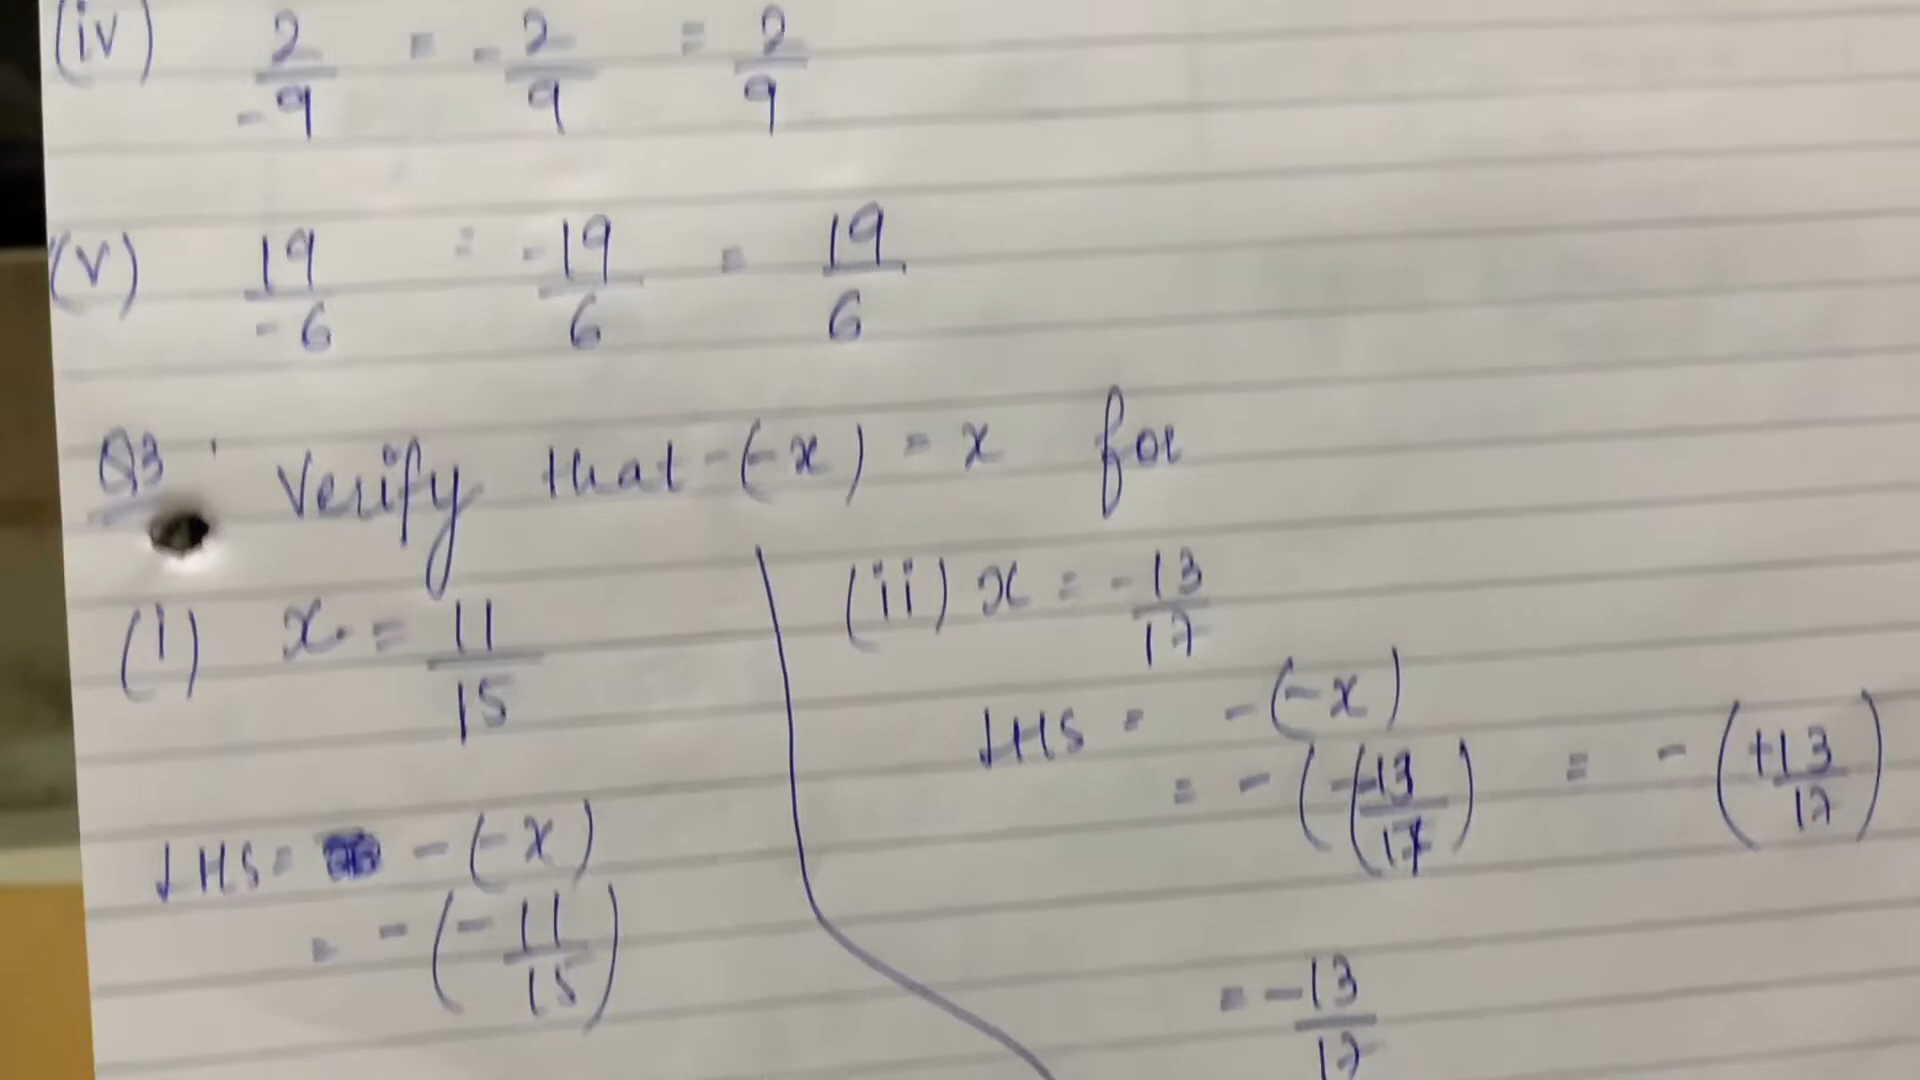 (iv) 2/-9 = -2/9 = 2/9
(v) 19/-6 = -19/6 = 19/6
Q3 Verify that -(-x) = x for
(i) x = 11/15
LHS = -(-x)
= -(-11/15)
(ii) x = -13/17
LHS = -(-x)
= -(-(-13/17)) = -(+13/17)
= -13/17